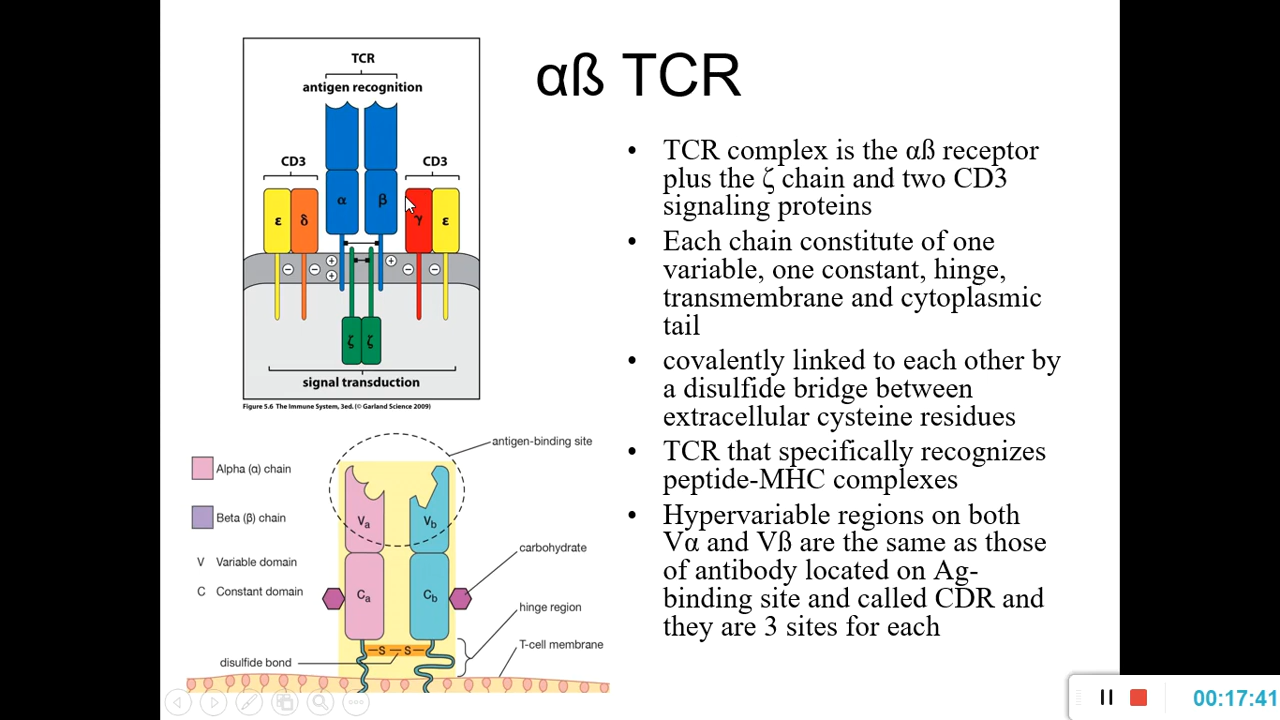 αß TCR
TCR
antigen recognition
CD3
CD3
ε
δ
α
β
γ
ε
ζ
ζ
signal transduction
Figure 5.6 The Immune System, 3ed. (© Garland Science 2009)
• TCR complex is the αß receptor
plus the ζ chain and two CD3
signaling proteins
• Each chain constitute of one
variable, one constant, hinge,
transmembrane and cytoplasmic
tail
• covalently linked to each other by
a disulfide bridge between
extracellular cysteine residues
• TCR that specifically recognizes
peptide-MHC complexes
• Hypervariable regions on both
Vα and Vß are the same as those
of antibody located on Ag-
binding site and called CDR and
they are 3 sites for each
antigen-binding site
Alpha (α) chain
Beta (β) chain
V Variable domain
C Constant domain
Va
Vb
carbohydrate
Ca
Cb
hinge region
T-cell membrane
–S –S–
disulfide bond
00:17:41